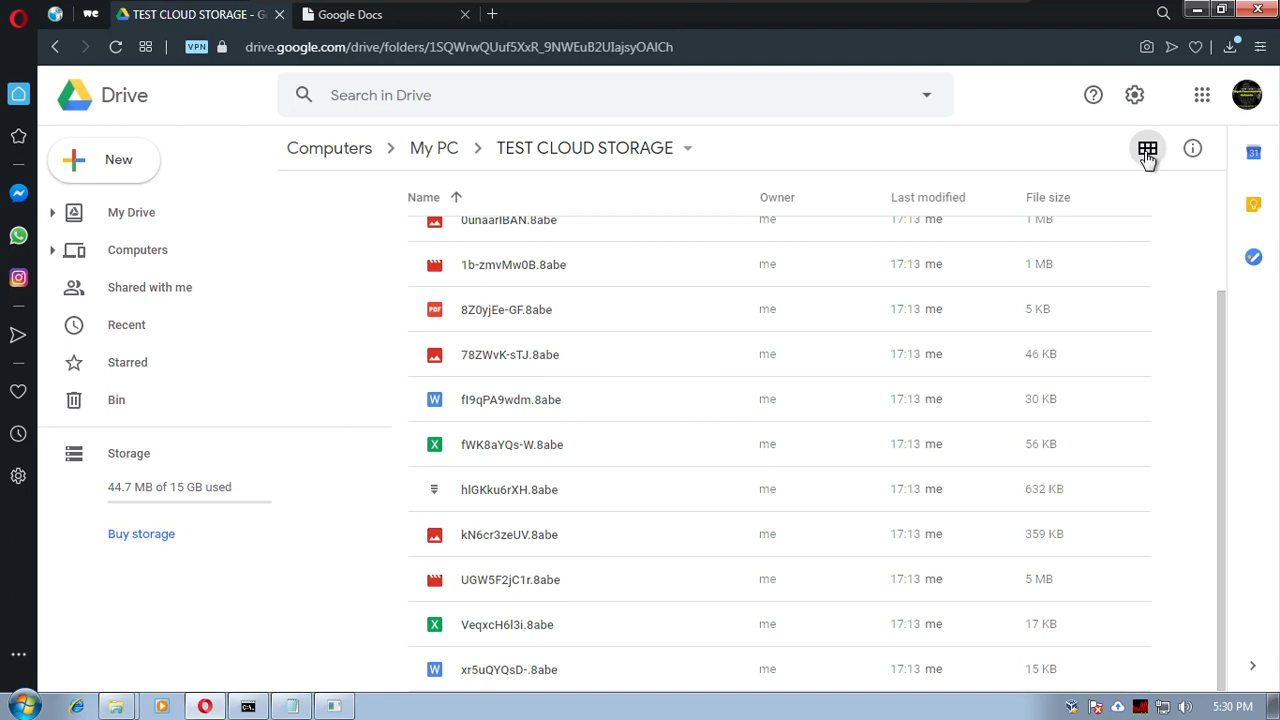 TEST CLOUD STORAGE - G
Google Docs
VPN
drive.google.com/drive/folders/1SQWrwQUuf5XxR_9NWEuB2UIajsyOAlCh
Drive
Search in Drive
New
Computers > My PC > TEST CLOUD STORAGE
My Drive
Computers
Shared with me
Recent
Starred
Bin
Storage
44.7 MB of 15 GB used
Buy storage
Name Owner Last modified File size
0unaarIBAN.8abe me 17:13 me 1 MB
1b-zmvMw0B.8abe me 17:13 me 1 MB
PDF 8Z0yjEe-GF.8abe me 17:13 me 5 KB
78ZWvK-sTJ.8abe me 17:13 me 46 KB
W fI9qPA9wdm.8abe me 17:13 me 30 KB
X fWK8aYQs-W.8abe me 17:13 me 56 KB
hlGKku6rXH.8abe me 17:13 me 632 KB
kN6cr3zeUV.8abe me 17:13 me 359 KB
UGW5F2jC1r.8abe me 17:13 me 5 MB
X VeqxcH6l3i.8abe me 17:13 me 17 KB
W xr5uQYQsD-.8abe me 17:13 me 15 KB
31
5:30 PM